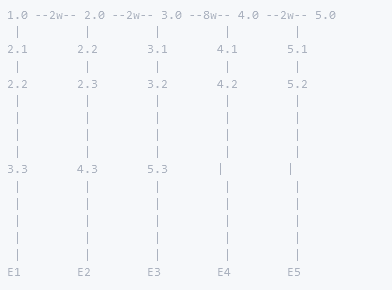 1.0 --2w-- 2.0 --2w-- 3.0 --8w-- 4.0 --2w-- 5.0
| | | | |
2.1 2.2 3.1 4.1 5.1
| | | | |
2.2 2.3 3.2 4.2 5.2
| | | | |
| | | | |
| | | | |
| | | | |
3.3 4.3 5.3 | |
| | | | |
| | | | |
| | | | |
| | | | |
| | | | |
E1 E2 E3 E4 E5